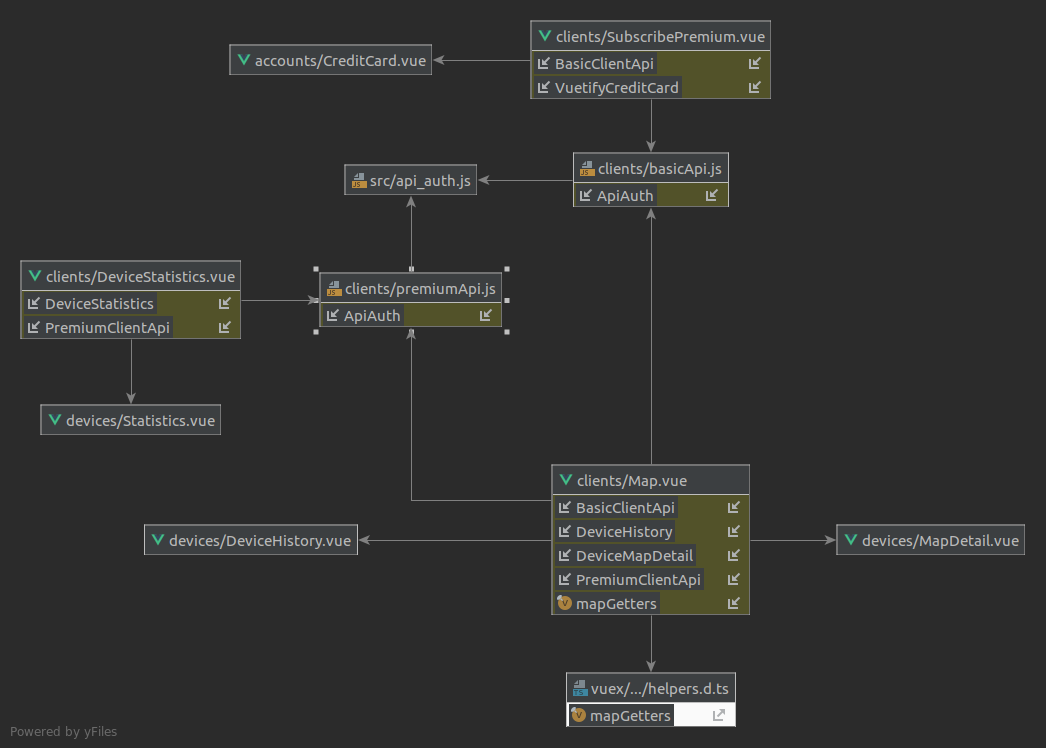 clients/SubscribePremium.vue
BasicClientApi
VuetifyCreditCard
accounts/CreditCard.vue
clients/basicApi.js
ApiAuth
src/api_auth.js
clients/DeviceStatistics.vue
DeviceStatistics
PremiumClientApi
clients/premiumApi.js
ApiAuth
devices/Statistics.vue
clients/Map.vue
BasicClientApi
DeviceHistory
DeviceMapDetail
PremiumClientApi
mapGetters
devices/DeviceHistory.vue
devices/MapDetail.vue
vuex/.../helpers.d.ts
mapGetters
Powered by yFiles